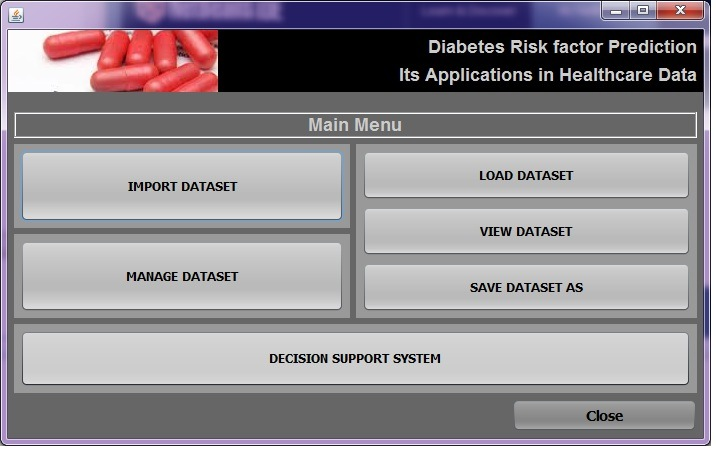 Diabetes Risk factor Prediction
Its Applications in Healthcare Data
Main Menu
IMPORT DATASET
MANAGE DATASET
LOAD DATASET
VIEW DATASET
SAVE DATASET AS
DECISION SUPPORT SYSTEM
Close